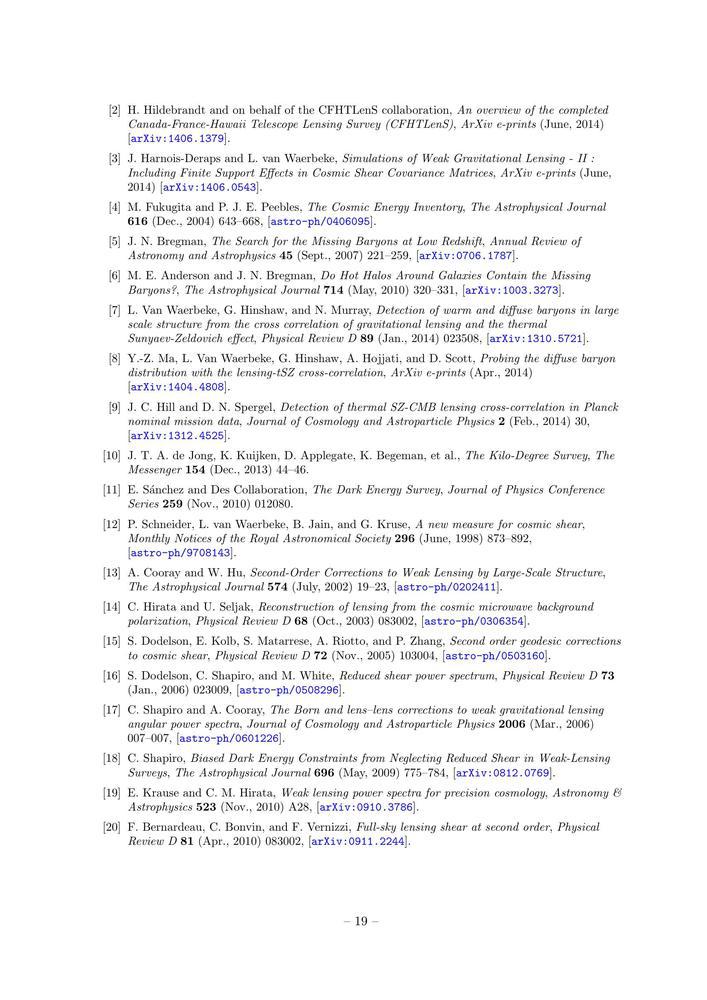 [2] H. Hildebrandt and on behalf of the CFHTLenS collaboration, An overview of the completed
Canada-France-Hawaii Telescope Lensing Survey (CFHTLenS), ArXiv e-prints (June, 2014)
[arXiv:1406.1379].
[3] J. Harnois-Deraps and L. van Waerbeke, Simulations of Weak Gravitational Lensing - II :
Including Finite Support Effects in Cosmic Shear Covariance Matrices, ArXiv e-prints (June,
2014) [arXiv:1406.0543].
[4] M. Fukugita and P. J. E. Peebles, The Cosmic Energy Inventory, The Astrophysical Journal
616 (Dec., 2004) 643–668, [astro-ph/0406095].
[5] J. N. Bregman, The Search for the Missing Baryons at Low Redshift, Annual Review of
Astronomy and Astrophysics 45 (Sept., 2007) 221–259, [arXiv:0706.1787].
[6] M. E. Anderson and J. N. Bregman, Do Hot Halos Around Galaxies Contain the Missing
Baryons?, The Astrophysical Journal 714 (May, 2010) 320–331, [arXiv:1003.3273].
[7] L. Van Waerbeke, G. Hinshaw, and N. Murray, Detection of warm and diffuse baryons in large
scale structure from the cross correlation of gravitational lensing and the thermal
Sunyaev-Zeldovich effect, Physical Review D 89 (Jan., 2014) 023508, [arXiv:1310.5721].
[8] Y.-Z. Ma, L. Van Waerbeke, G. Hinshaw, A. Hojjati, and D. Scott, Probing the diffuse baryon
distribution with the lensing-tSZ cross-correlation, ArXiv e-prints (Apr., 2014)
[arXiv:1404.4808].
[9] J. C. Hill and D. N. Spergel, Detection of thermal SZ-CMB lensing cross-correlation in Planck
nominal mission data, Journal of Cosmology and Astroparticle Physics 2 (Feb., 2014) 30,
[arXiv:1312.4525].
[10] J. T. A. de Jong, K. Kuijken, D. Applegate, K. Begeman, et al., The Kilo-Degree Survey, The
Messenger 154 (Dec., 2013) 44–46.
[11] E. Sánchez and Des Collaboration, The Dark Energy Survey, Journal of Physics Conference
Series 259 (Nov., 2010) 012080.
[12] P. Schneider, L. van Waerbeke, B. Jain, and G. Kruse, A new measure for cosmic shear,
Monthly Notices of the Royal Astronomical Society 296 (June, 1998) 873–892,
[astro-ph/9708143].
[13] A. Cooray and W. Hu, Second-Order Corrections to Weak Lensing by Large-Scale Structure,
The Astrophysical Journal 574 (July, 2002) 19–23, [astro-ph/0202411].
[14] C. Hirata and U. Seljak, Reconstruction of lensing from the cosmic microwave background
polarization, Physical Review D 68 (Oct., 2003) 083002, [astro-ph/0306354].
[15] S. Dodelson, E. Kolb, S. Matarrese, A. Riotto, and P. Zhang, Second order geodesic corrections
to cosmic shear, Physical Review D 72 (Nov., 2005) 103004, [astro-ph/0503160].
[16] S. Dodelson, C. Shapiro, and M. White, Reduced shear power spectrum, Physical Review D 73
(Jan., 2006) 023009, [astro-ph/0508296].
[17] C. Shapiro and A. Cooray, The Born and lens–lens corrections to weak gravitational lensing
angular power spectra, Journal of Cosmology and Astroparticle Physics 2006 (Mar., 2006)
007–007, [astro-ph/0601226].
[18] C. Shapiro, Biased Dark Energy Constraints from Neglecting Reduced Shear in Weak-Lensing
Surveys, The Astrophysical Journal 696 (May, 2009) 775–784, [arXiv:0812.0769].
[19] E. Krause and C. M. Hirata, Weak lensing power spectra for precision cosmology, Astronomy &
Astrophysics 523 (Nov., 2010) A28, [arXiv:0910.3786].
[20] F. Bernardeau, C. Bonvin, and F. Vernizzi, Full-sky lensing shear at second order, Physical
Review D 81 (Apr., 2010) 083002, [arXiv:0911.2244].
– 19 –